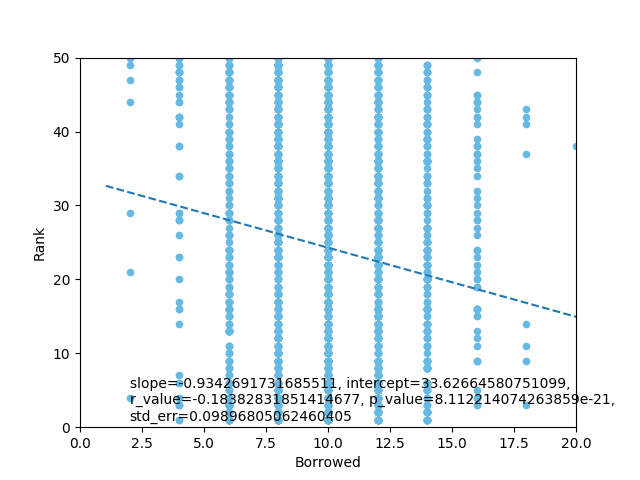 50
40
30
20
10
0
Rank
slope=-0.9342691731685511, intercept=33.62664580751099,
r_value=-0.18382831851414677, p_value=8.112214074263859e-21,
std_err=0.09896805062460405
0.0 2.5 5.0 7.5 10.0 12.5 15.0 17.5 20.0
Borrowed